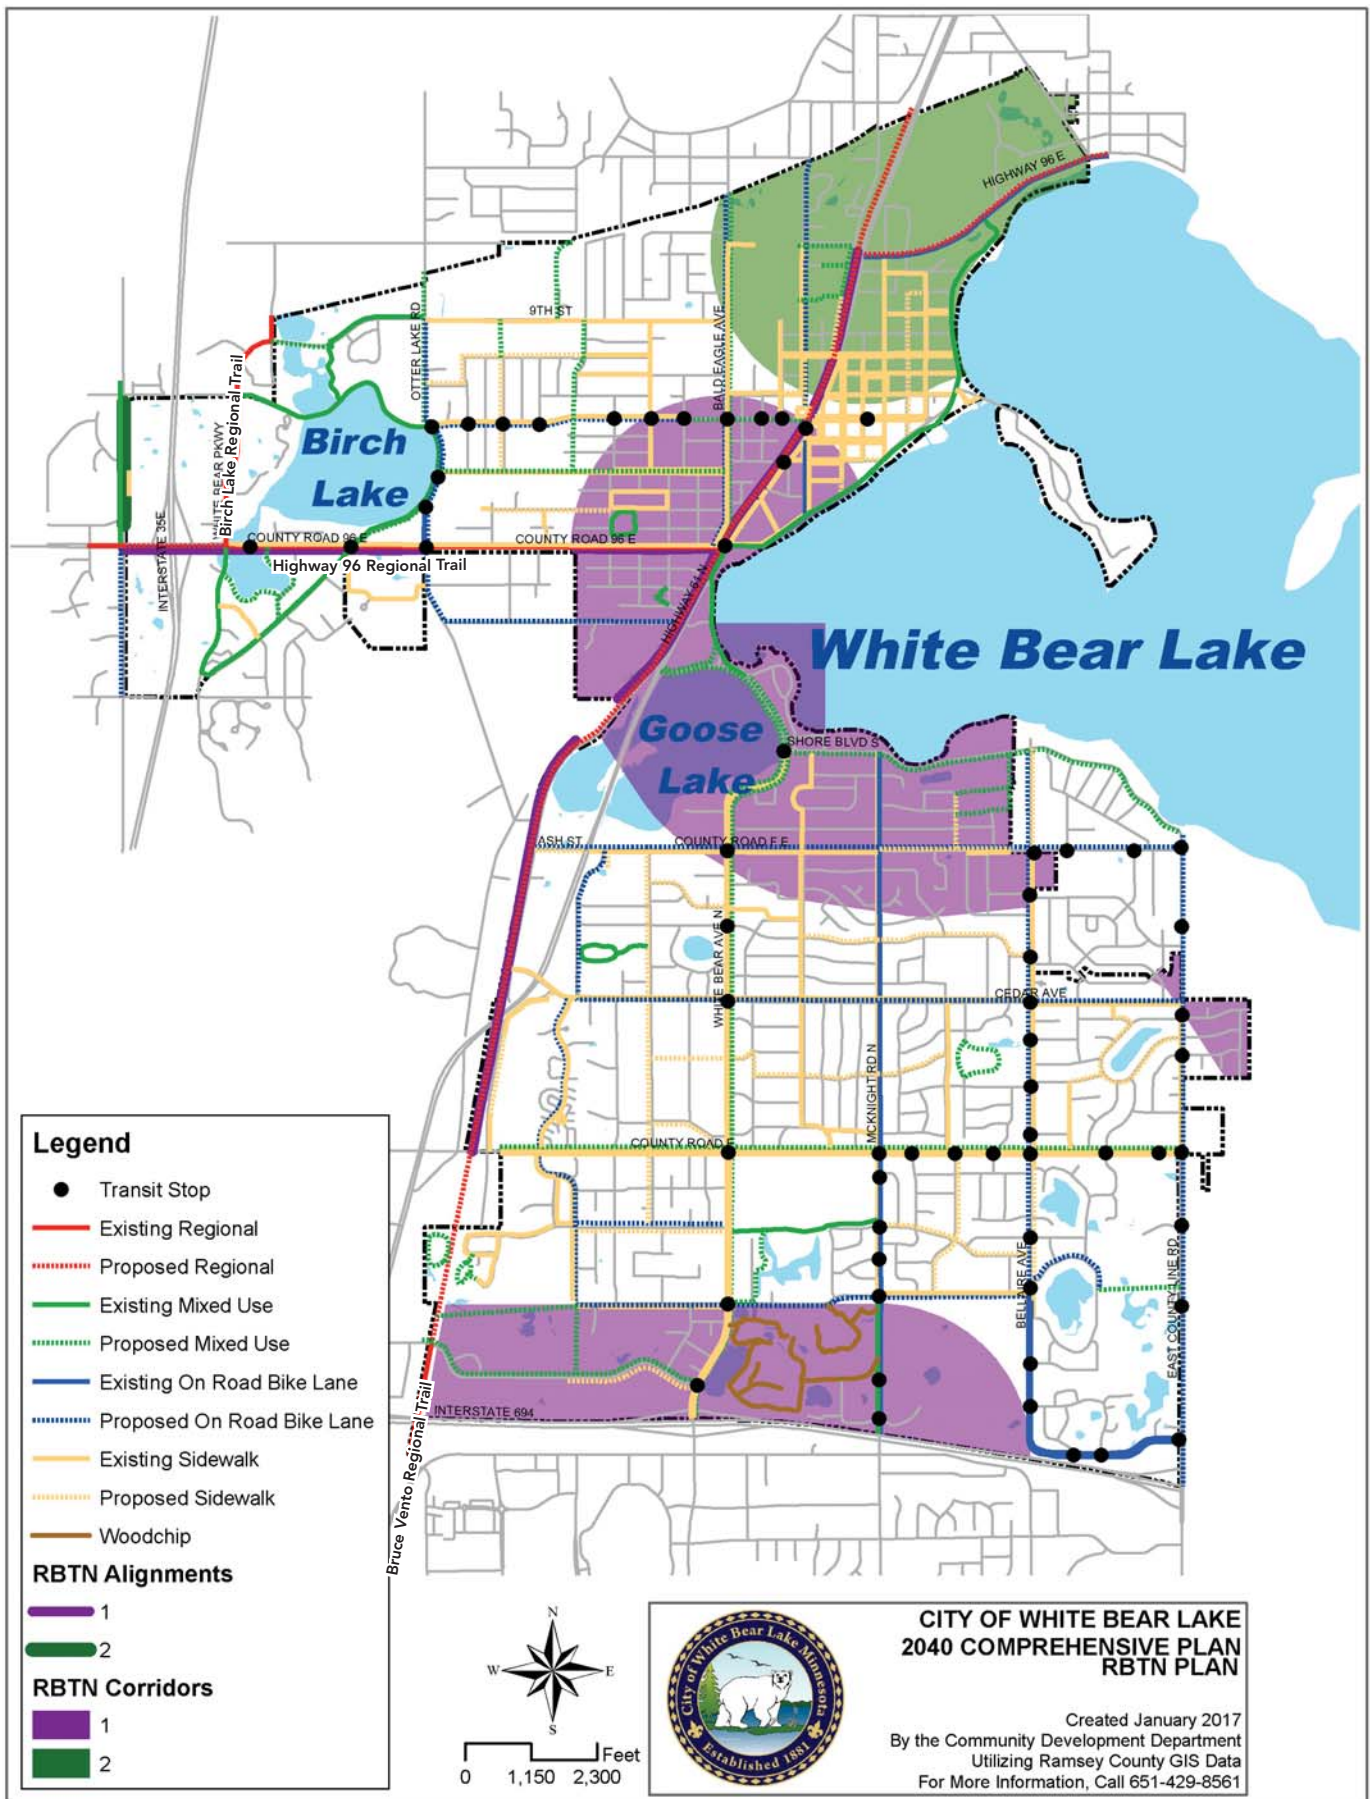 HIGHWAY 96 E
9TH ST
OTTER LAKE RD
BALD EAGLE AVE
Birch Lake Regional Trail
WHITE BEAR PKWY
Birch
Lake
INTERSTATE 35E
COUNTY ROAD 96 E
COUNTY ROAD 96 E
Highway 96 Regional Trail
HIGHWAY 61 N
White Bear Lake
Goose
Lake
SHORE BLVD S
ASH ST
COUNTY ROAD F E
WHITE BEAR AVE N
CEDAR AVE
MCKNIGHT RD N
COUNTY ROAD E
BELLAIRE AVE
EAST COUNTY LINE RD
INTERSTATE 694
Bruce Vento Regional Trail
Legend
Transit Stop
Existing Regional
Proposed Regional
Existing Mixed Use
Proposed Mixed Use
Existing On Road Bike Lane
Proposed On Road Bike Lane
Existing Sidewalk
Proposed Sidewalk
Woodchip
RBTN Alignments
1
2
RBTN Corridors
1
2
N
W
E
S
Feet
0 1,150 2,300
City of White Bear Lake Minnesota
Established 1881
CITY OF WHITE BEAR LAKE
2040 COMPREHENSIVE PLAN
RBTN PLAN
Created January 2017
By the Community Development Department
Utilizing Ramsey County GIS Data
For More Information, Call 651-429-8561